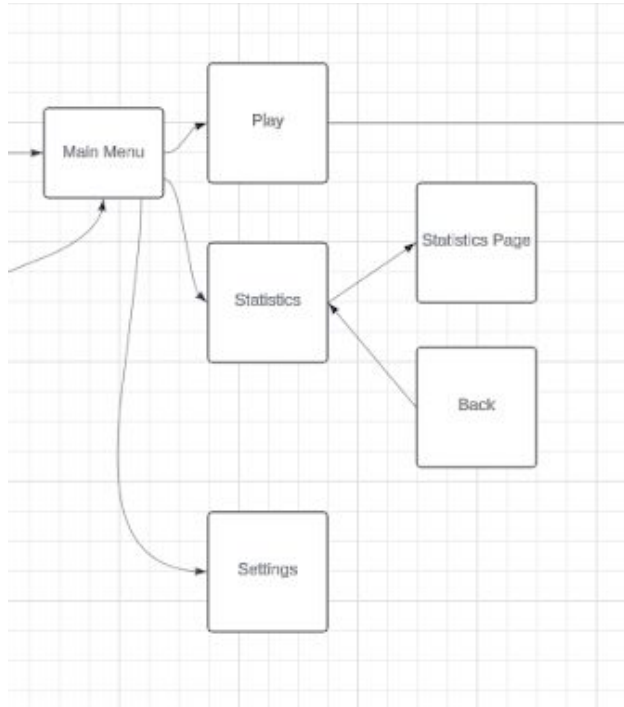 Play
Main Menu
Statistics Page
Statistics
Back
Settings